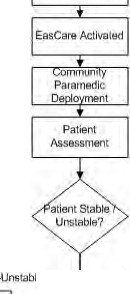 EasCare Activated
Community
Paramedic
Deployment
Patient
Assessment
Patient Stable /
Unstable?
-Unstabl